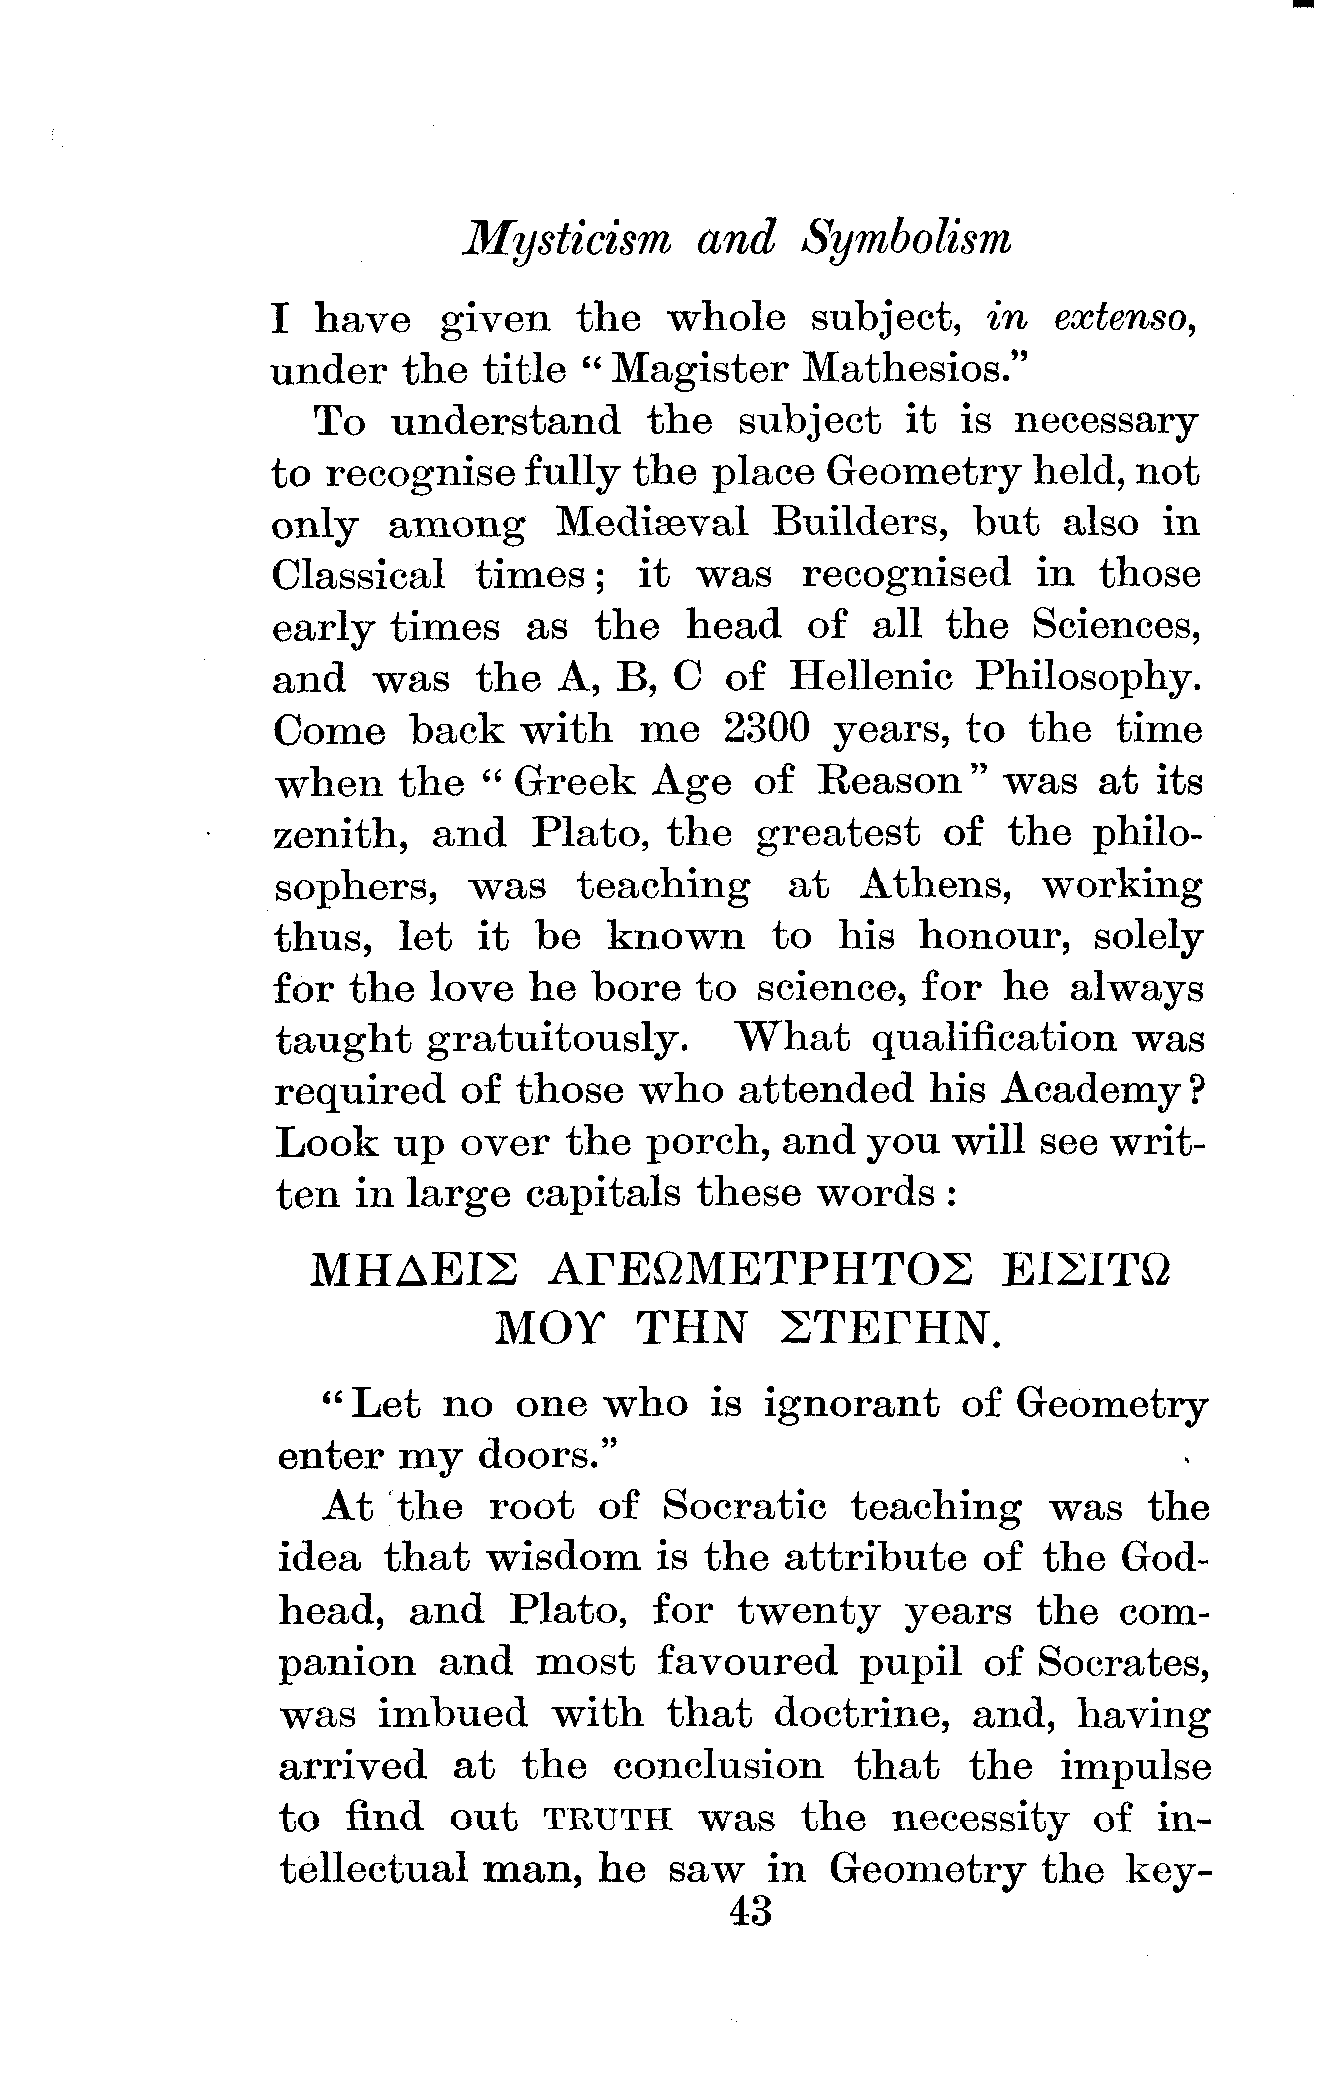 Mysticism and Symbolism
I have given the whole subject, in extenso,
under the title “Magister Mathesios.”
To understand the subject it is necessary
to recognise fully the place Geometry held, not
only among Mediæval Builders, but also in
Classical times; it was recognised in those
early times as the head of all the Sciences,
and was the A, B, C of Hellenic Philosophy.
Come back with me 2300 years, to the time
when the “Greek Age of Reason” was at its
zenith, and Plato, the greatest of the philo-
sophers, was teaching at Athens, working
thus, let it be known to his honour, solely
for the love he bore to science, for he always
taught gratuitously. What qualification was
required of those who attended his Academy?
Look up over the porch, and you will see writ-
ten in large capitals these words :
ΜΗΔΕΙΣ ΑΓΕΩΜΕΤΡΗΤΟΣ ΕΙΣΙΤΩ
ΜΟΥ ΤΗΝ ΣΤΕΓΗΝ.
“Let no one who is ignorant of Geometry
enter my doors.”
At the root of Socratic teaching was the
idea that wisdom is the attribute of the God-
head, and Plato, for twenty years the com-
panion and most favoured pupil of Socrates,
was imbued with that doctrine, and, having
arrived at the conclusion that the impulse
to find out TRUTH was the necessity of in-
tellectual man, he saw in Geometry the key-
43